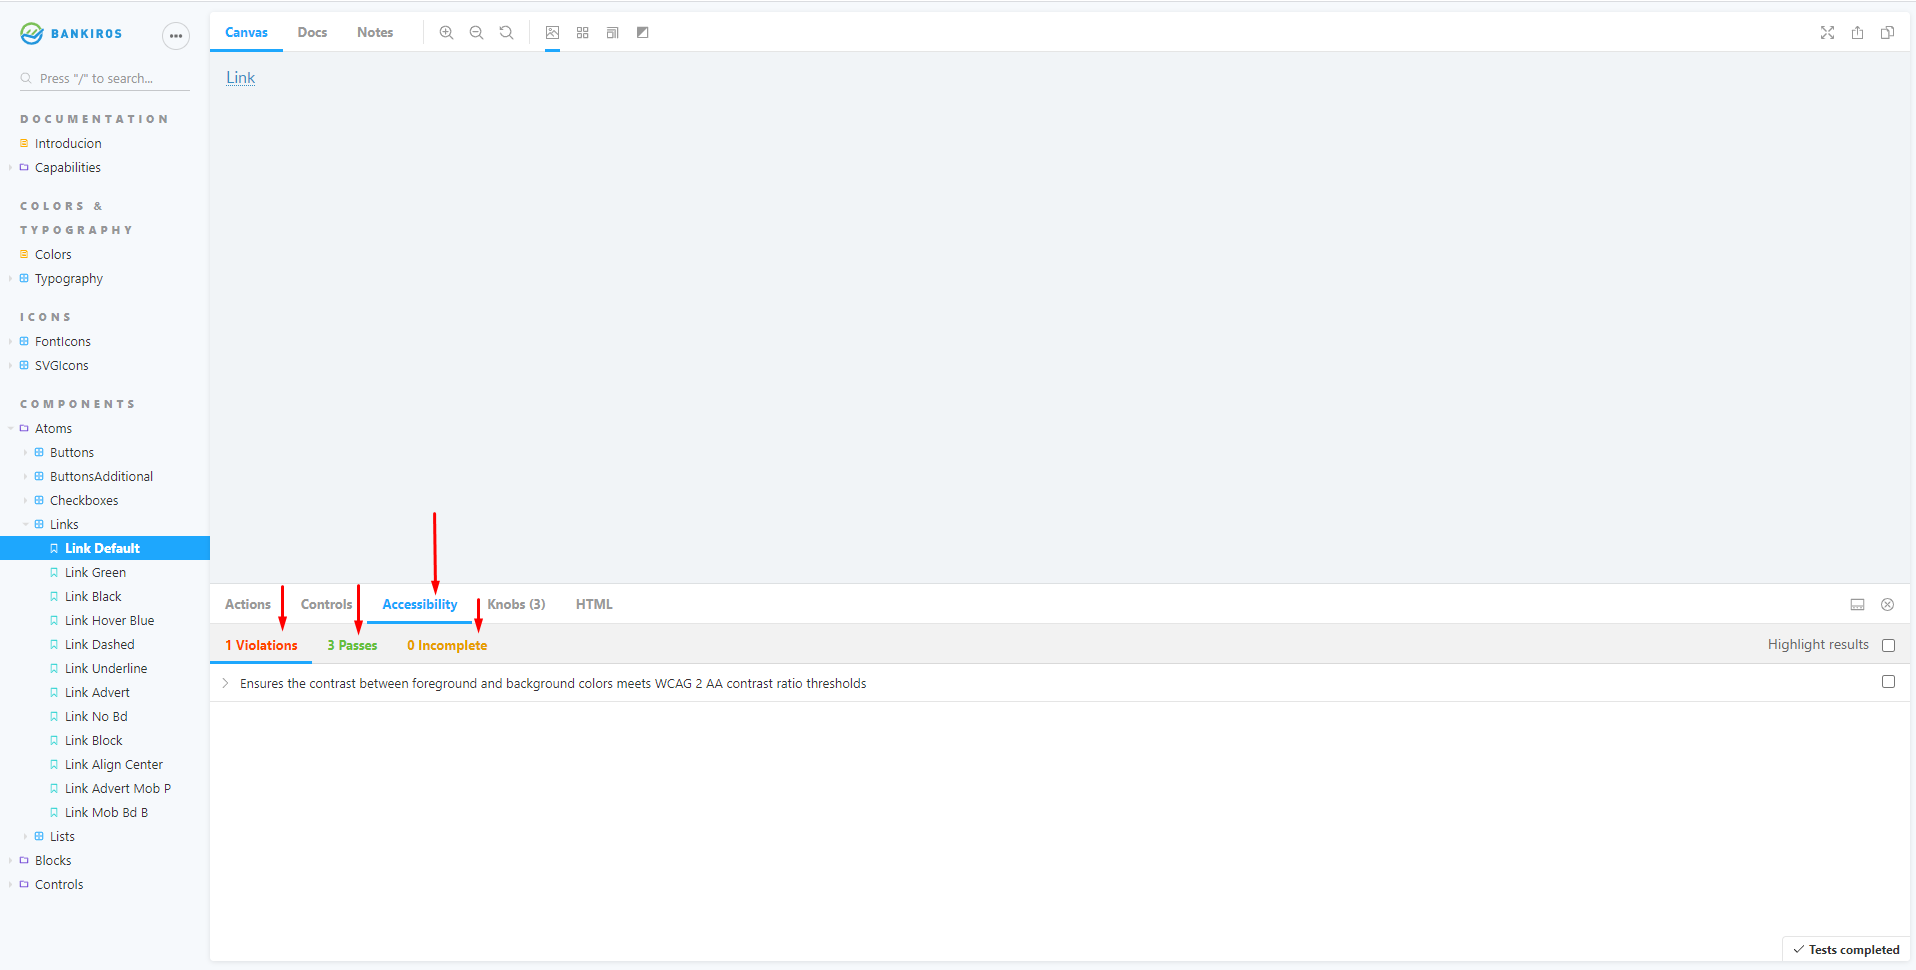 BANKIROS
Press "/" to search...
DOCUMENTATION
Introducion
Capabilities
COLORS &
TYPOGRAPHY
Colors
Typography
ICONS
FontIcons
SVGIcons
COMPONENTS
Atoms
Buttons
ButtonsAdditional
Checkboxes
Links
Link Default
Link Green
Link Black
Link Hover Blue
Link Dashed
Link Underline
Link Advert
Link No Bd
Link Block
Link Align Center
Link Advert Mob P
Link Mob Bd B
Lists
Blocks
Controls
Canvas Docs Notes
Link
Actions Controls Accessibility Knobs (3) HTML
1 Violations 3 Passes 0 Incomplete Highlight results
Ensures the contrast between foreground and background colors meets WCAG 2 AA contrast ratio thresholds
Tests completed